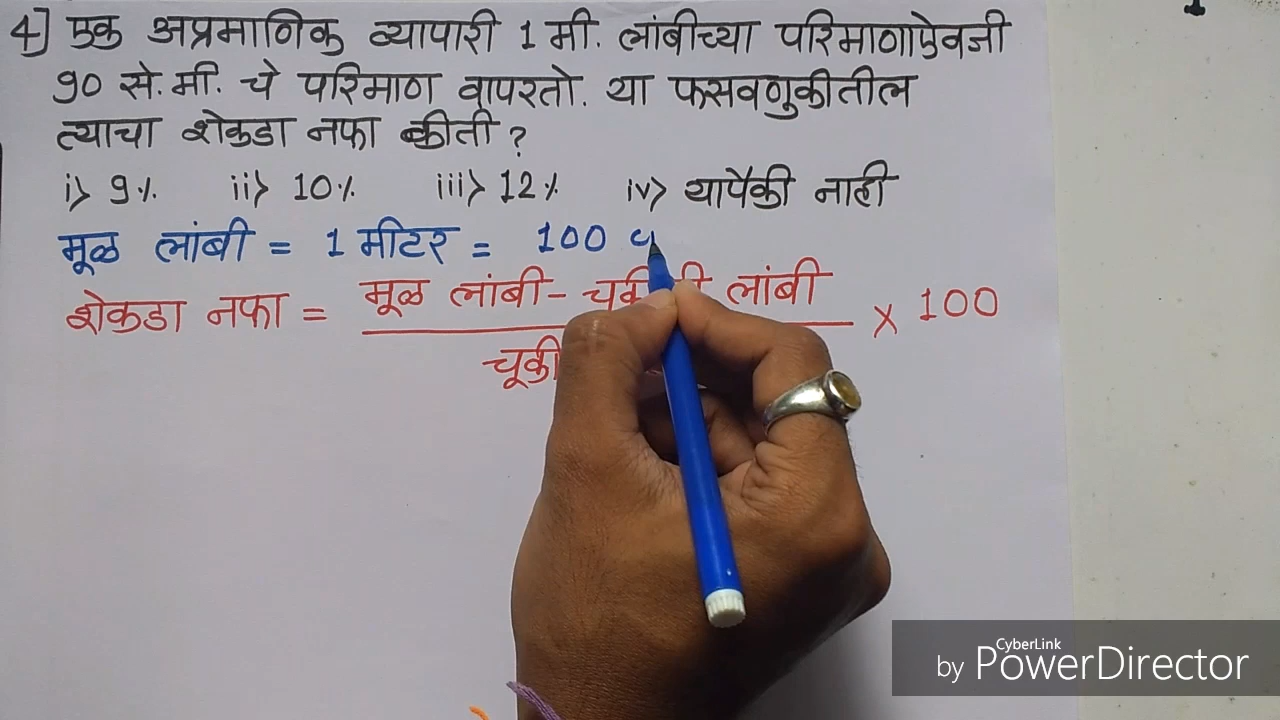 4] एक अप्रमाणिक व्यापारी 1 मी. लांबीच्या परिमाणाऐवजी
90 से.मी. चे परिमाण वापरतो. या फसवणुकीतील
त्याचा शेकडा नफा कीती ?
i> 9% ii> 10% iii> 12% iv> यापैकी नाही
मूळ लांबी = 1 मीटर = 100
शेकडा नफा = मूळ लांबी - लांबी × 100
CyberLink
by PowerDirector